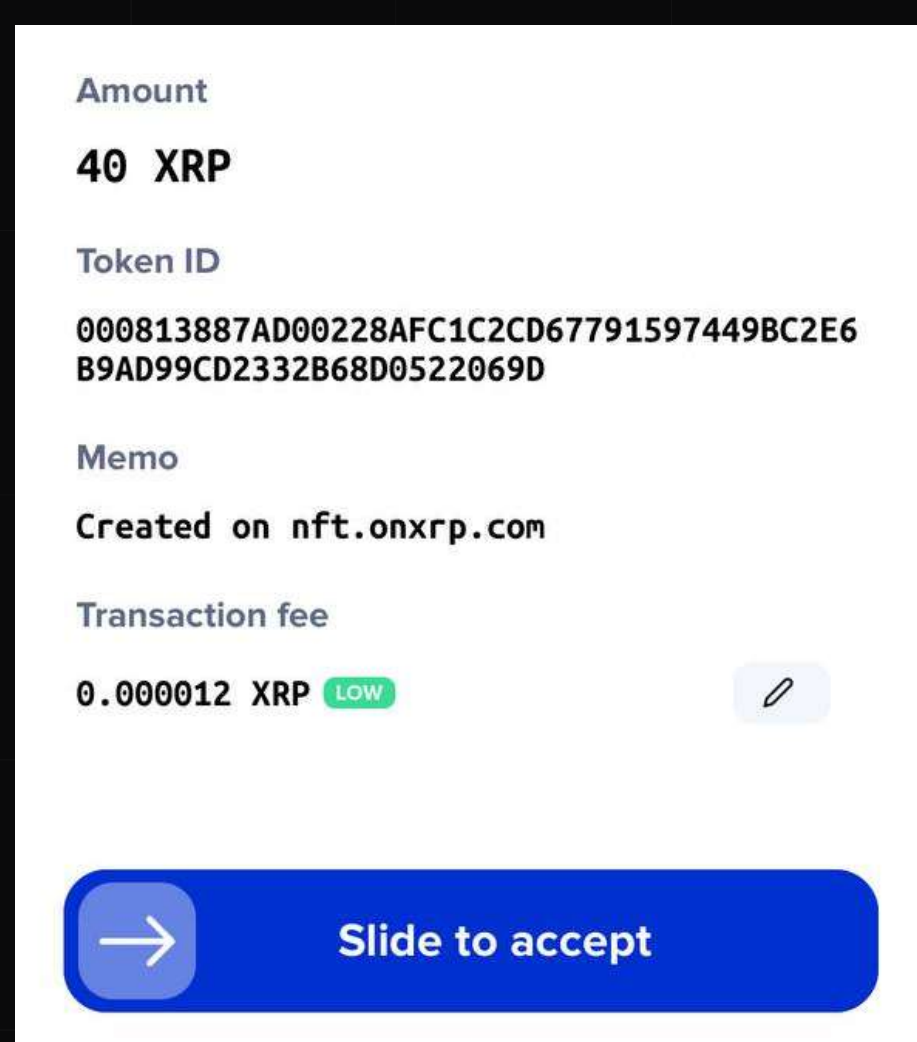 Amount
40 XRP
Token ID
000813887AD00228AFC1C2CD67791597449BC2E6
B9AD99CD2332B68D0522069D
Memo
Created on nft.onxrp.com
Transaction fee
0.000012 XRP LOW
Slide to accept